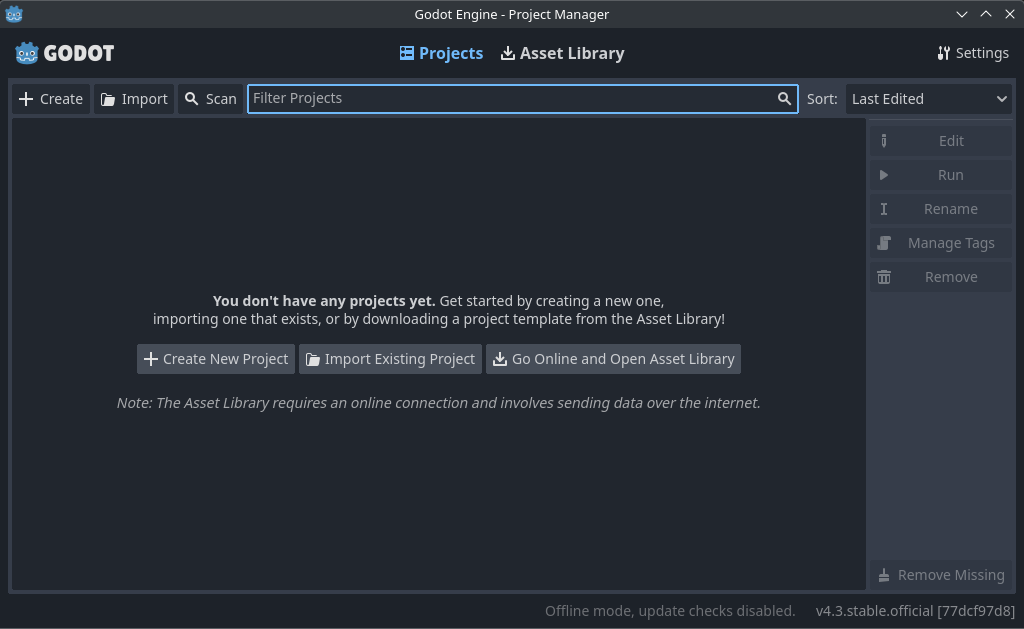 Godot Engine - Project Manager
GODOT
Projects
Asset Library
Settings
Create
Import
Scan
Filter Projects
Sort:
Last Edited
Edit
Run
Rename
Manage Tags
Remove
You don't have any projects yet. Get started by creating a new one,
importing one that exists, or by downloading a project template from the Asset Library!
Create New Project
Import Existing Project
Go Online and Open Asset Library
Note: The Asset Library requires an online connection and involves sending data over the internet.
Remove Missing
Offline mode, update checks disabled.
v4.3.stable.official [77dcf97d8]